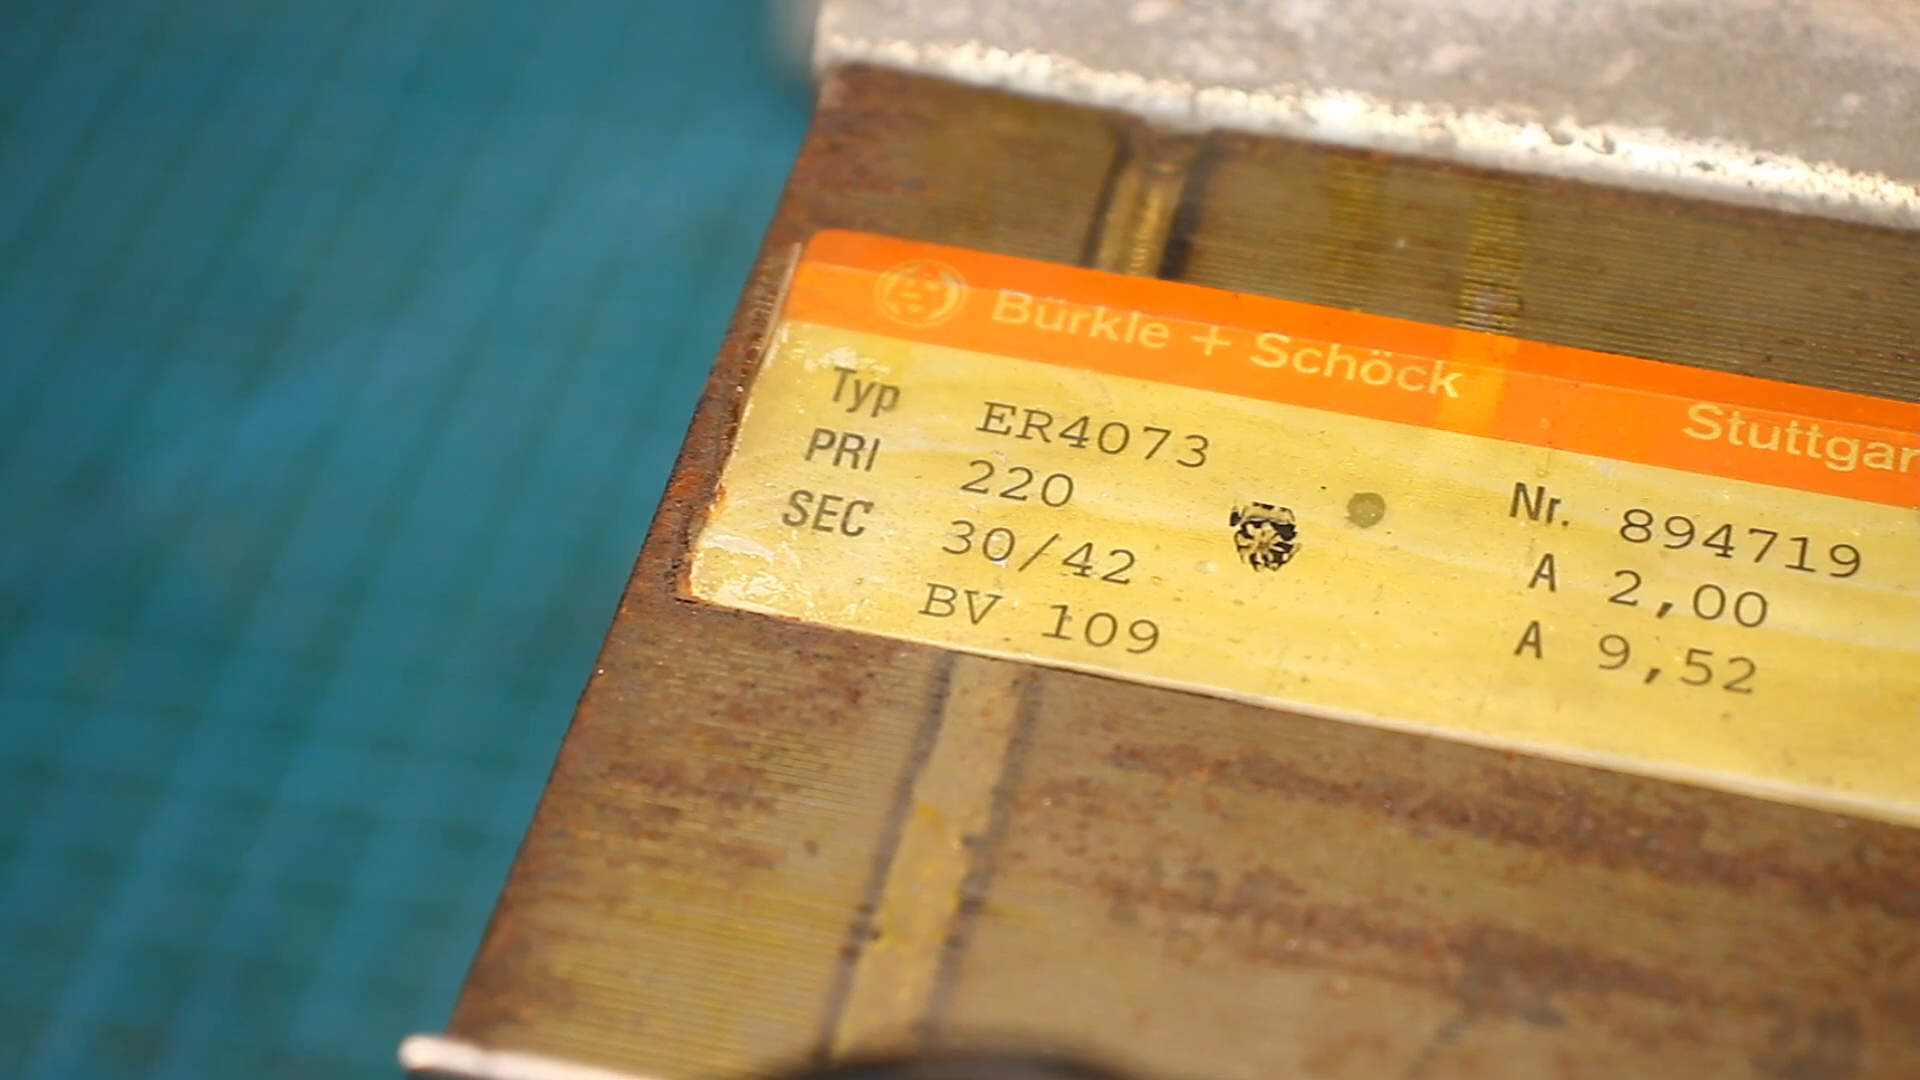 Bürkle + Schöck Stuttgar
Typ ER4073 Nr. 894719
PRI 220 A 2,00
SEC 30/42 A 9,52
BV 109